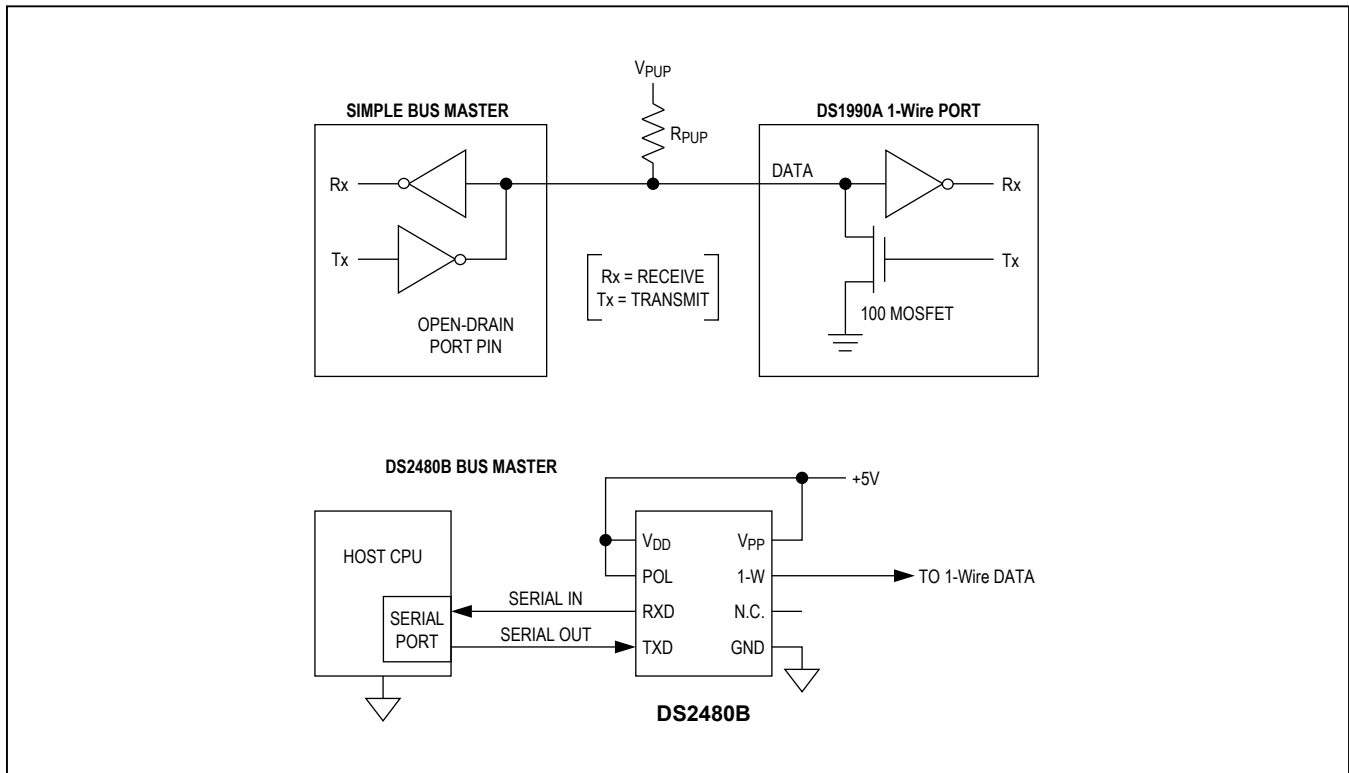 VPUP
SIMPLE BUS MASTER
DS1990A 1-Wire PORT
RPUP
DATA
Rx
Rx
Tx
Tx
Rx = RECEIVE
Tx = TRANSMIT
OPEN-DRAIN
PORT PIN
100 MOSFET
DS2480B BUS MASTER
+5V
HOST CPU
VDD
VPP
POL
1-W
TO 1-Wire DATA
SERIAL IN
RXD
N.C.
SERIAL
PORT
SERIAL OUT
TXD
GND
DS2480B